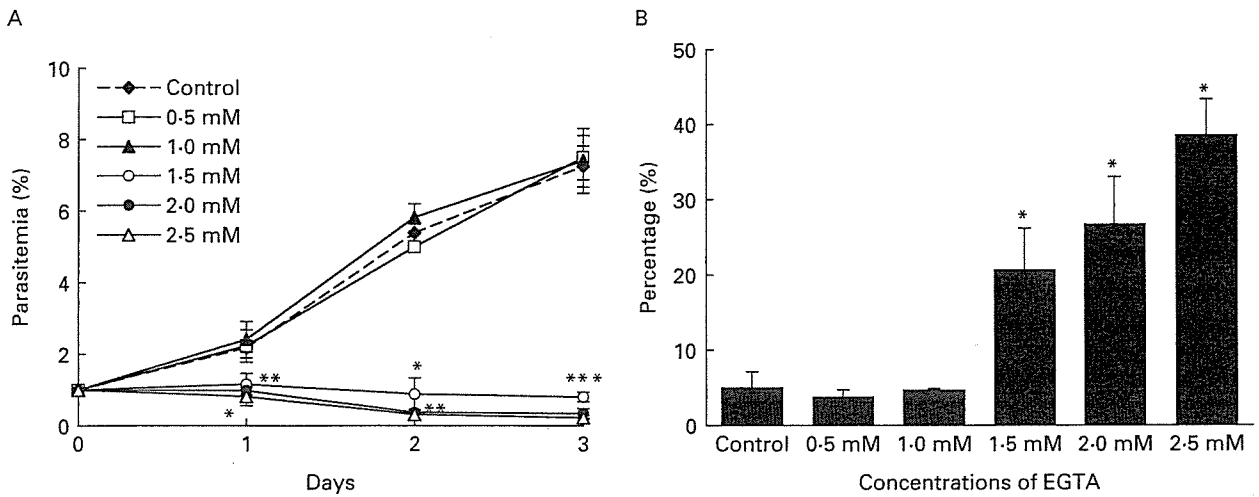 A
10
8
6
4
2
0
Parasitemia (%)
Control
0·5 mM
1·0 mM
1·5 mM
2·0 mM
2·5 mM
**
*
*
**
***
0 1 2 3
Days
B
50
40
30
20
10
0
Percentage (%)
*
*
*
Control 0·5 mM 1·0 mM 1·5 mM 2·0 mM 2·5 mM
Concentrations of EGTA